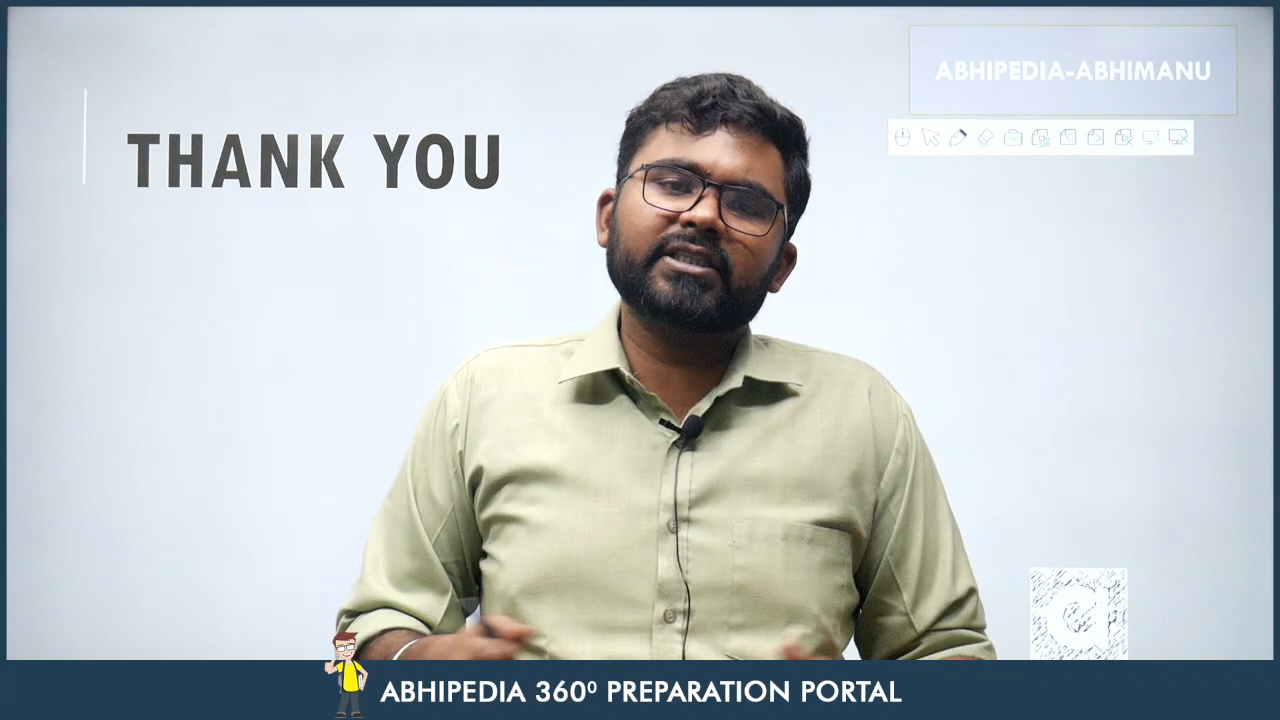 ABHIPEDIA-ABHIMANU
THANK YOU
ABHIPEDIA 360⁰ PREPARATION PORTAL